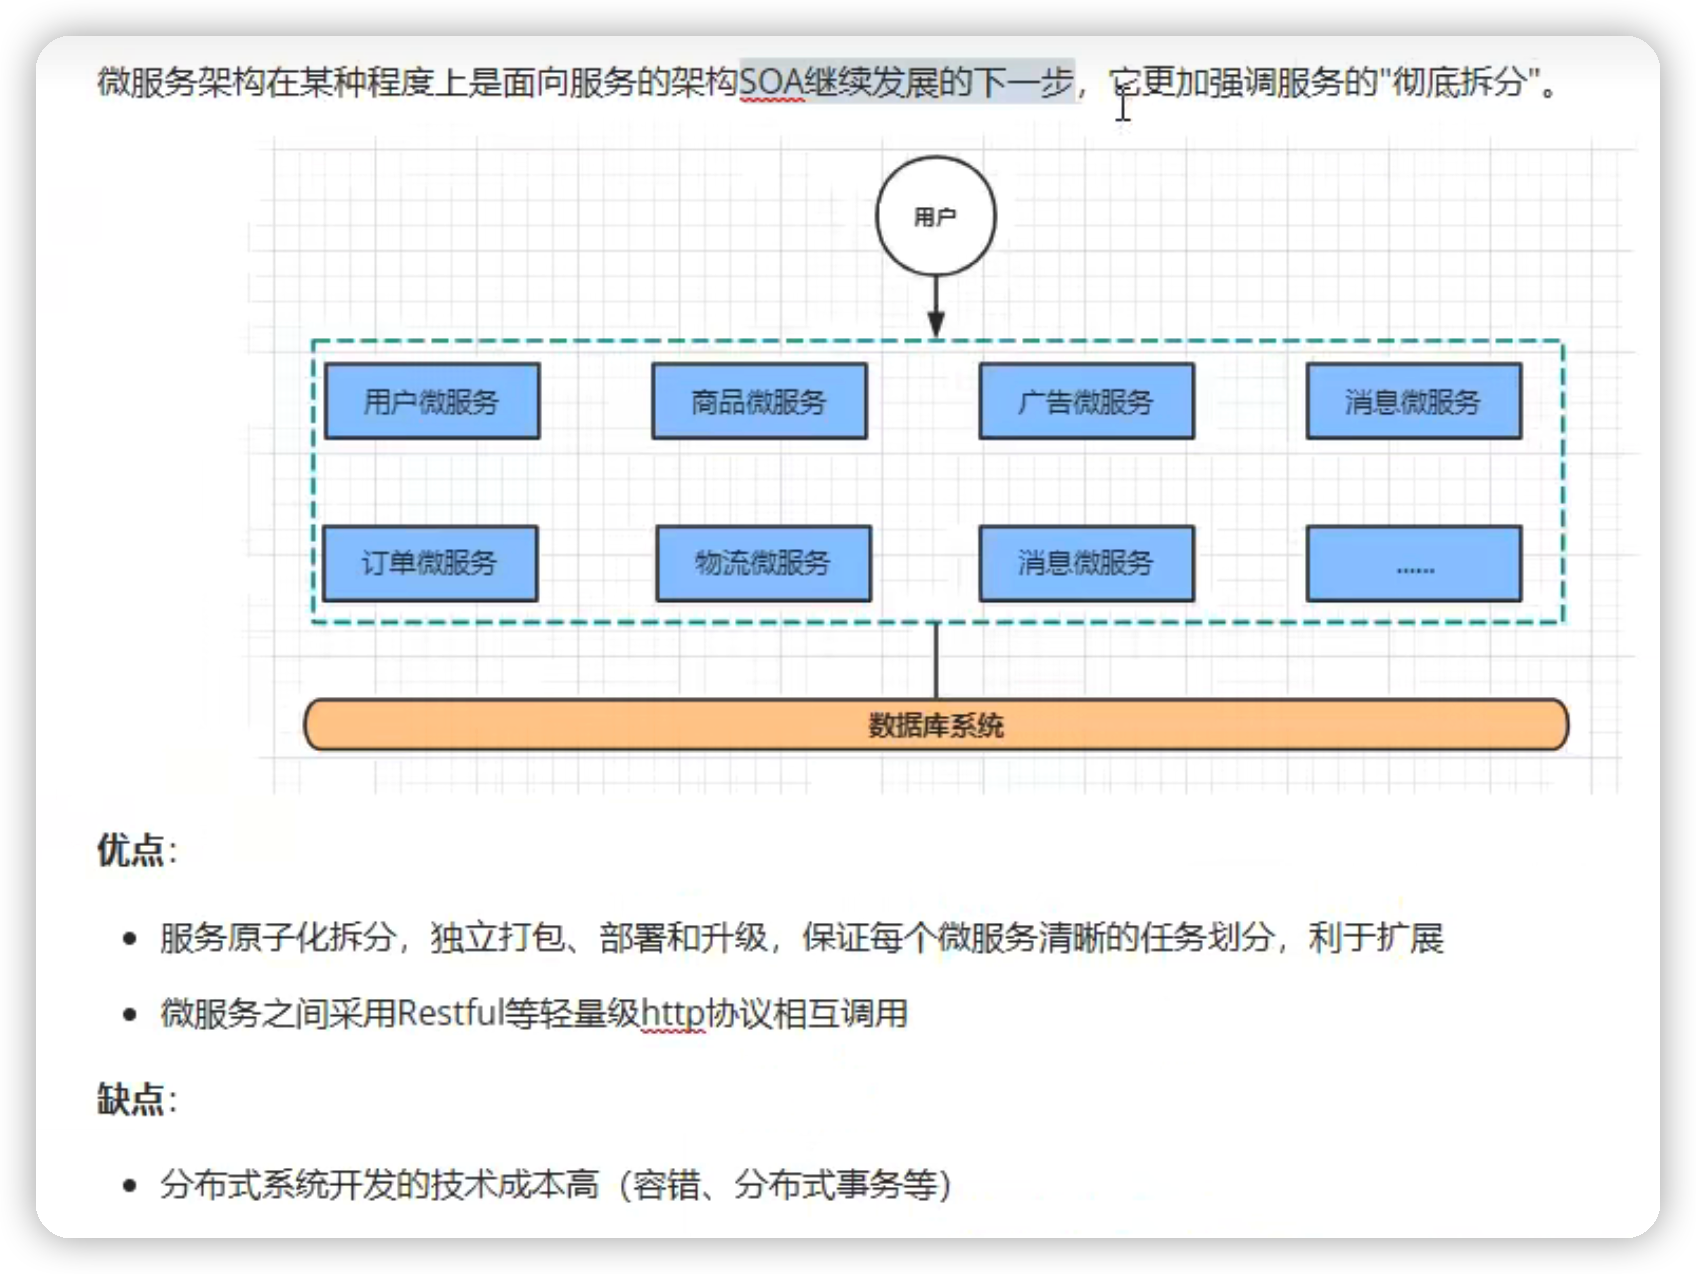 微服务架构在某种程度上是面向服务的架构SOA继续发展的下一步，它更加强调服务的"彻底拆分"。
用户
用户微服务
商品微服务
广告微服务
消息微服务
订单微服务
物流微服务
消息微服务
......
数据库系统
优点：
• 服务原子化拆分，独立打包、部署和升级，保证每个微服务清晰的任务划分，利于扩展
• 微服务之间采用Restful等轻量级http协议相互调用
缺点：
• 分布式系统开发的技术成本高（容错、分布式事务等）